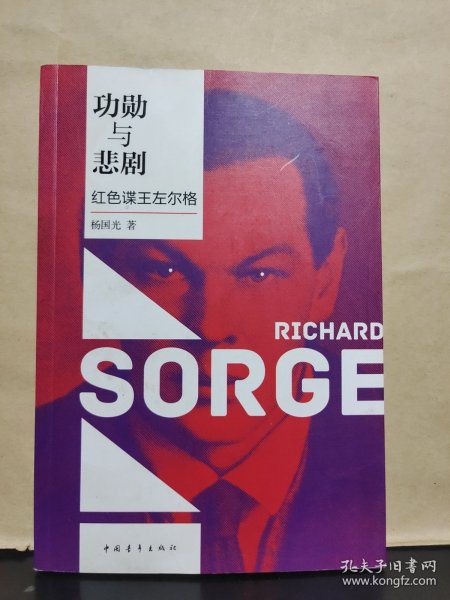 功勋
与
悲剧
红色谍王左尔格
杨国光 著
RICHARD
SORGE
中国青年出版社
孔夫子旧书网
www.kongfz.com